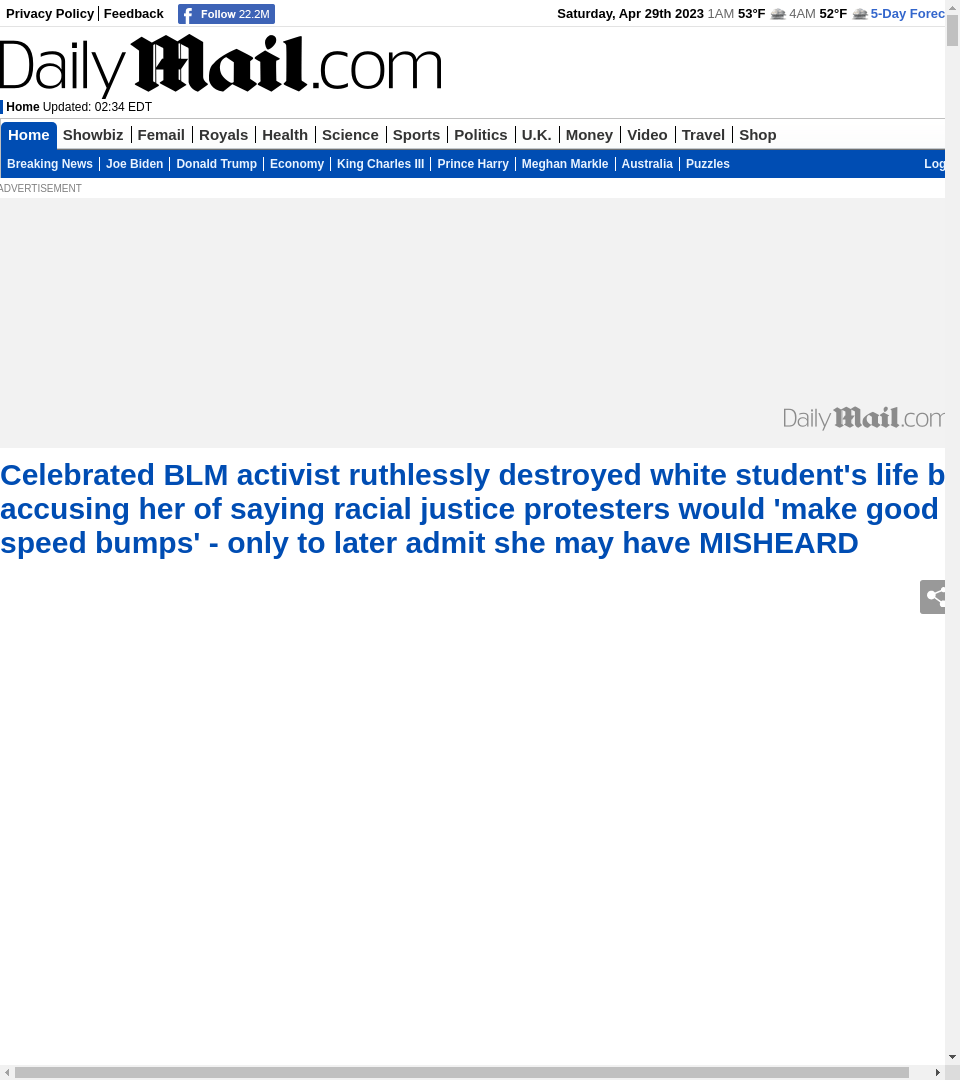 Privacy Policy Feedback Follow 22.2M Saturday, Apr 29th 2023 1AM 53°F 4AM 52°F 5-Day Forec
Daily Mail.com
Home Updated: 02:34 EDT
Home Showbiz Femail Royals Health Science Sports Politics U.K. Money Video Travel Shop
Breaking News Joe Biden Donald Trump Economy King Charles III Prince Harry Meghan Markle Australia Puzzles Log
ADVERTISEMENT
Daily Mail.com
Celebrated BLM activist ruthlessly destroyed white student's life b
accusing her of saying racial justice protesters would 'make good
speed bumps' - only to later admit she may have MISHEARD